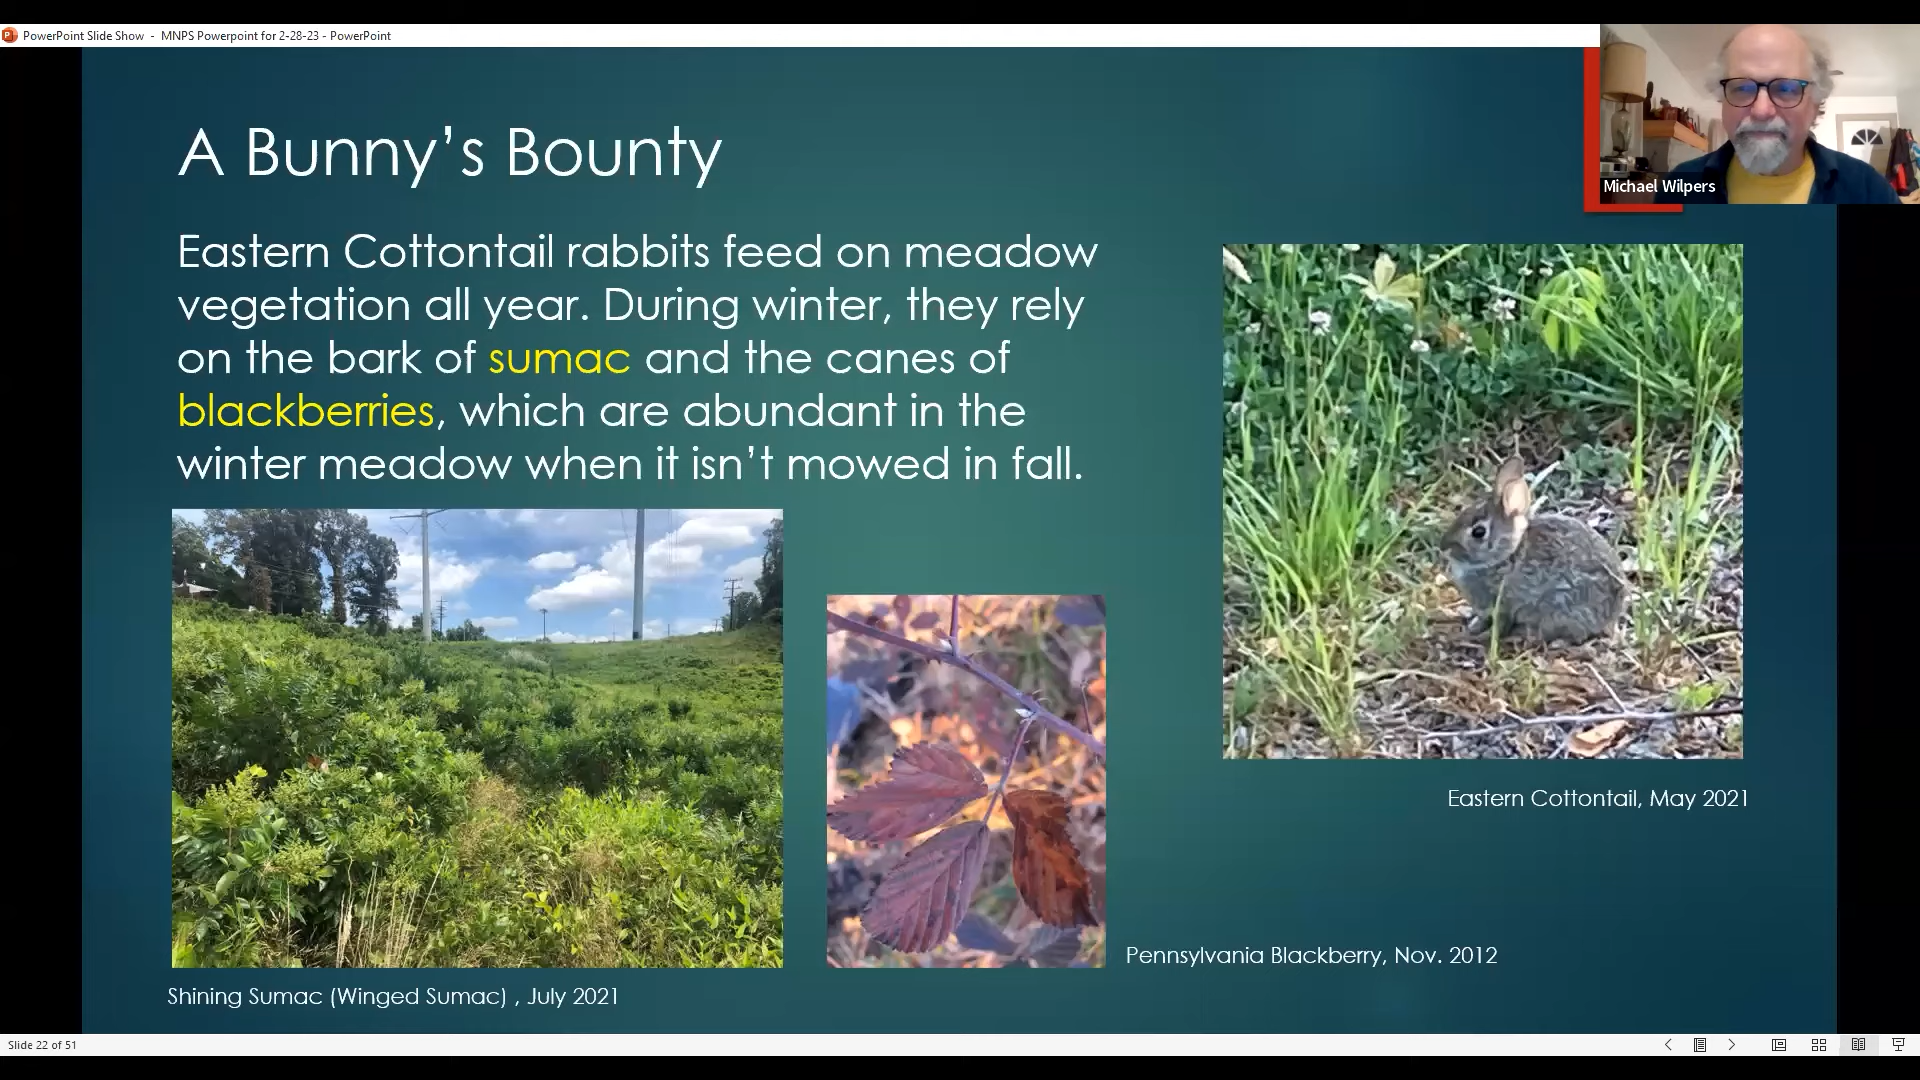 PowerPoint Slide Show - MNPS Powerpoint for 2-28-23 - PowerPoint
Michael Wilpers
A Bunny’s Bounty
Eastern Cottontail rabbits feed on meadow
vegetation all year. During winter, they rely
on the bark of sumac and the canes of
blackberries, which are abundant in the
winter meadow when it isn’t mowed in fall.
Eastern Cottontail, May 2021
Pennsylvania Blackberry, Nov. 2012
Shining Sumac (Winged Sumac) , July 2021
Slide 22 of 51